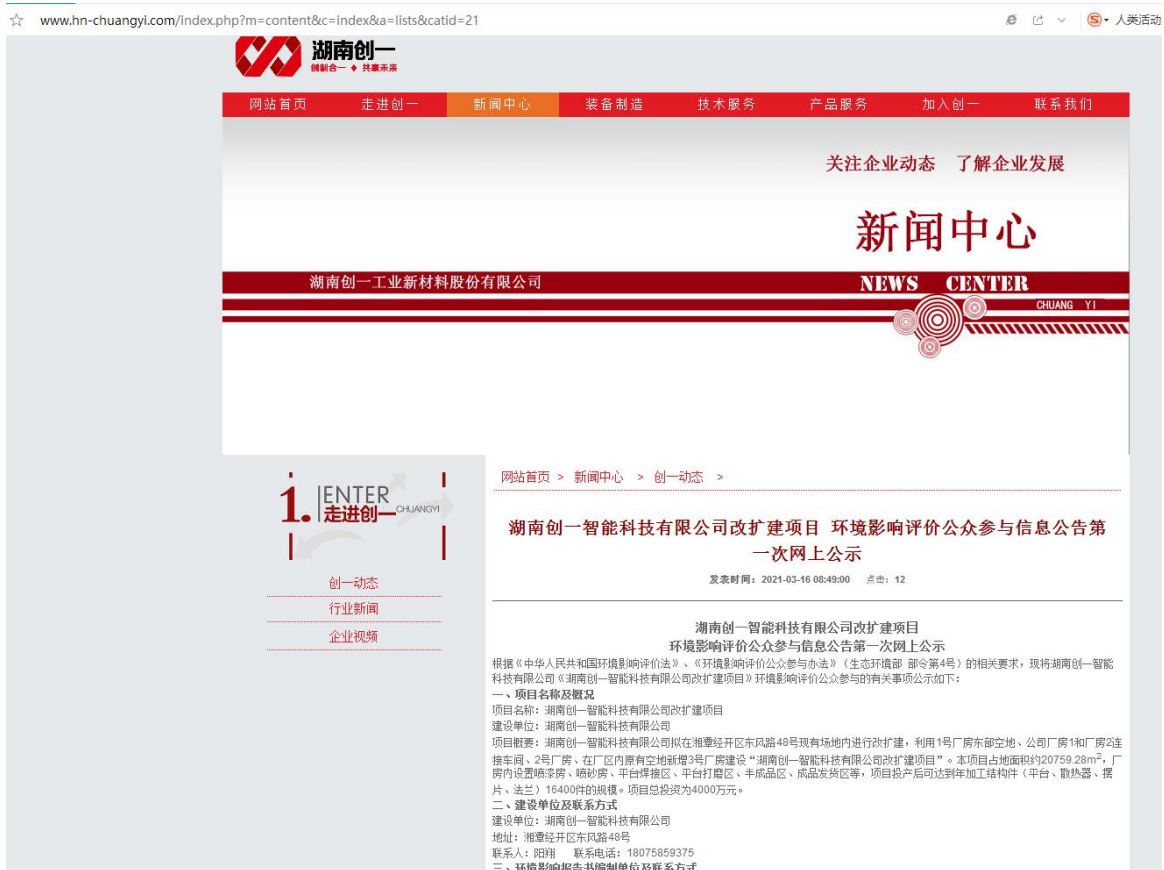 www.hn-chuangyi.com/index.php?m=content&c=index&a=lists&catid=21
人类活动
湖南创一
创制合一 ♦ 共赢未来
网站首页 走进创一 新闻中心 装备制造 技术服务 产品服务 加入创一 联系我们
关注企业动态 了解企业发展
新闻中心
湖南创一工业新材料股份有限公司
NEWS CENTER
CHUANG YI
1. ENTER
走进创一 CHUANGYI
创一动态
行业新闻
企业视频
网站首页 > 新闻中心 > 创一动态 >
湖南创一智能科技有限公司改扩建项目 环境影响评价公众参与信息公告第
一次网上公示
发表时间：2021-03-16 08:49:00 点击：12
湖南创一智能科技有限公司改扩建项目
环境影响评价公众参与信息公告第一次网上公示
根据《中华人民共和国环境影响评价法》、《环境影响评价公众参与办法》（生态环境部 部令第4号）的相关要求，现将湖南创一智能
科技有限公司《湖南创一智能科技有限公司改扩建项目》环境影响评价公众参与的有关事项公示如下：
一、项目名称及概况
项目名称：湖南创一智能科技有限公司改扩建项目
建设单位：湖南创一智能科技有限公司
项目概要：湖南创一智能科技有限公司拟在湘潭经开区东风路48号现有场地内进行改扩建，利用1号厂房东部空地、公司厂房1和厂房2连
接车间、2号厂房、在厂区内原有空地新增3号厂房建设“湖南创一智能科技有限公司改扩建项目”。本项目占地面积约20759.28m²，厂
房内设置喷漆房、喷砂房、平台焊接区、平台打磨区、半成品区、成品发货区等，项目投产后可达到年加工结构件（平台、散热器、摆
片、法兰）16400件的规模。项目总投资为4000万元。
二、建设单位及联系方式
建设单位：湖南创一智能科技有限公司
地址：湘潭经开区东风路48号
联系人：阳翔 联系电话：18075859375
三、环境影响报告书编制单位及联系方式